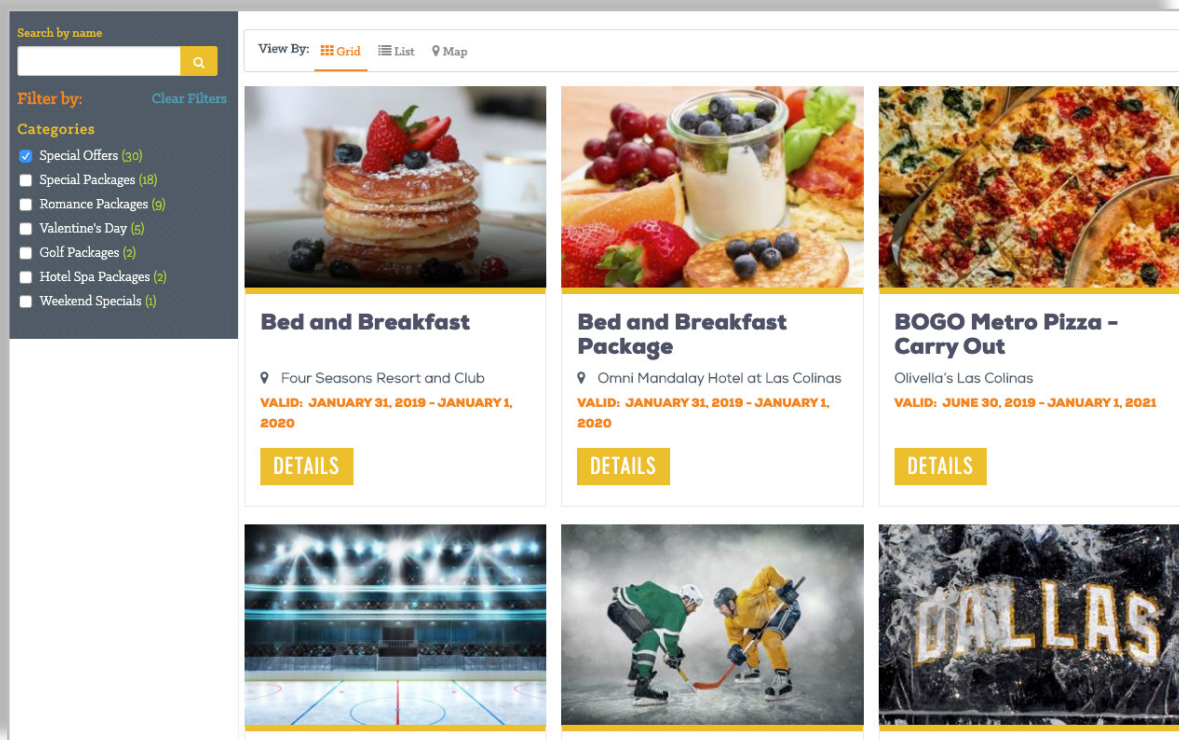 Search by name
Filter by:
Clear Filters
Categories
Special Offers (30)
Special Packages (18)
Romance Packages (9)
Valentine's Day (5)
Golf Packages (2)
Hotel Spa Packages (2)
Weekend Specials (1)
View By: Grid List Map
Bed and Breakfast
Four Seasons Resort and Club
VALID: JANUARY 31, 2019 - JANUARY 1,
2020
DETAILS
Bed and Breakfast
Package
Omni Mandalay Hotel at Las Colinas
VALID: JANUARY 31, 2019 - JANUARY 1,
2020
DETAILS
BOGO Metro Pizza -
Carry Out
Olivella's Las Colinas
VALID: JUNE 30, 2019 - JANUARY 1, 2021
DETAILS
DALLAS